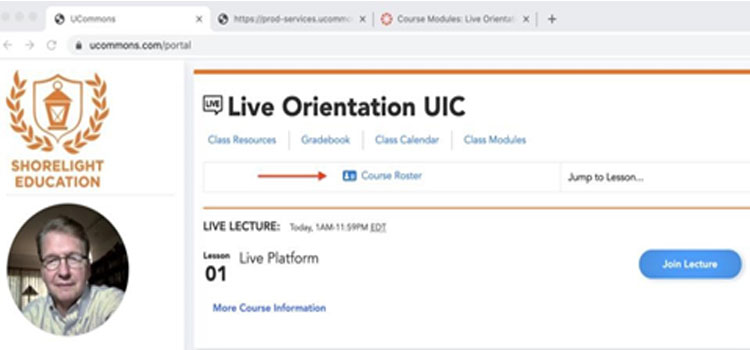 UCommons
https://prod-services.ucommo
Course Modules: Live Orientat
ucommons.com/portal
SHORELIGHT
EDUCATION
LIVE
Live Orientation UIC
Class Resources
Gradebook
Class Calendar
Class Modules
Course Roster
Jump to Lesson...
LIVE LECTURE: Today, 1AM-11:59PM EDT
Lesson
01
Live Platform
Join Lecture
More Course Information